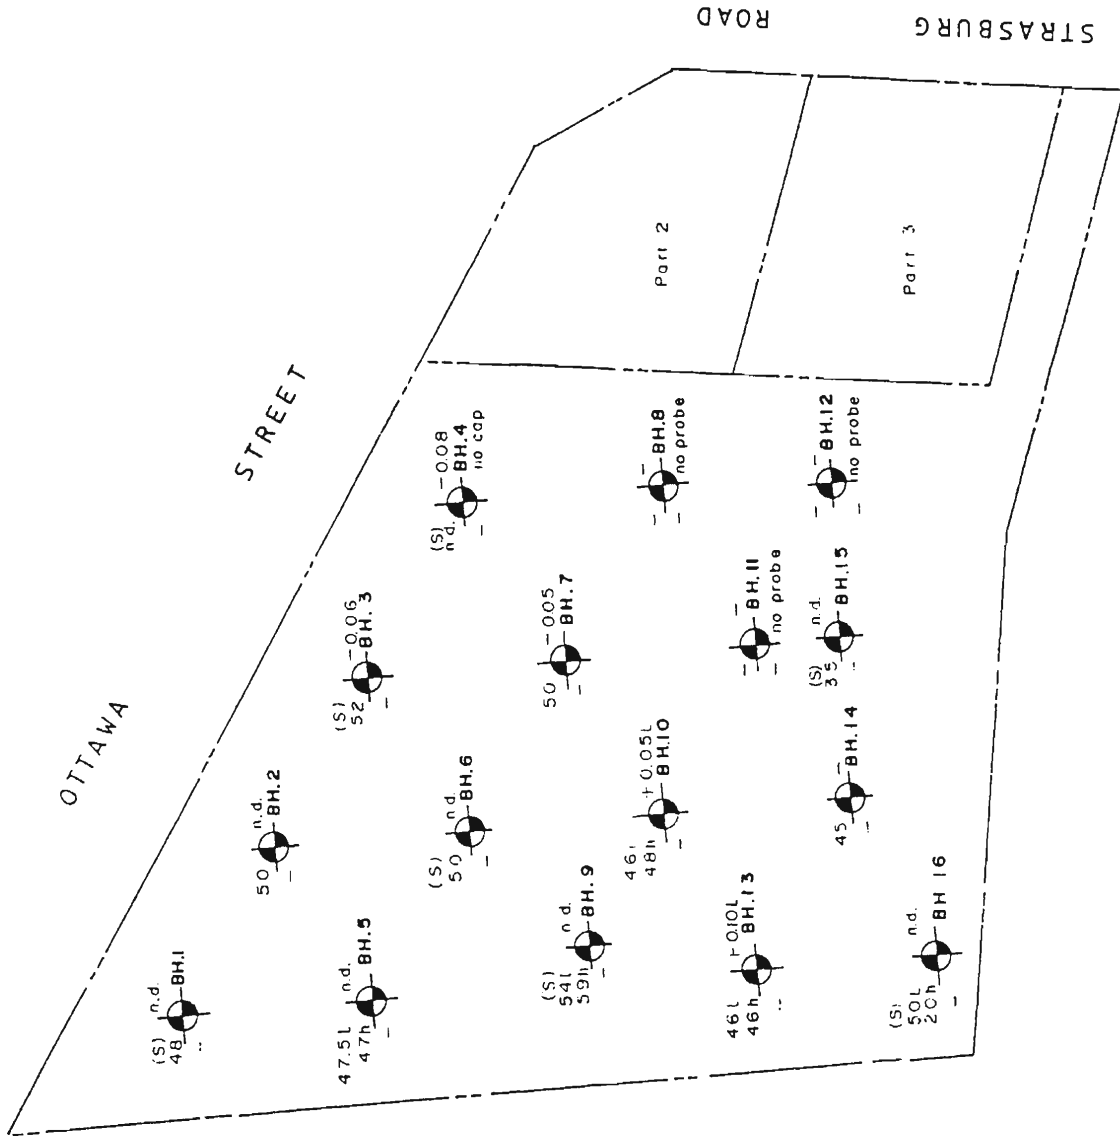 ROAD
STRASBURG
STREET
OTTAWA
Part 2
Part 3
(S)
n.d.
48
BH.1
n.d.
50
BH.2
(S)
-0.06
52
BH.3
(S)
-0.08
n.d.
BH.4
no cap
47.5l
n.d.
47h
BH.5
(S)
n.d
50
BH.6
50
-0.05
BH.7
BH.8
no probe
(S)
n d.
54l
59h
BH.9
46l
+0.05L
48h
BH.10
BH.11
no probe
BH.12
no probe
46l
+0.10L
46h
BH.13
45
BH.14
(S)
n.d.
35
BH.15
(S)
n.d.
50L
20h
BH 16